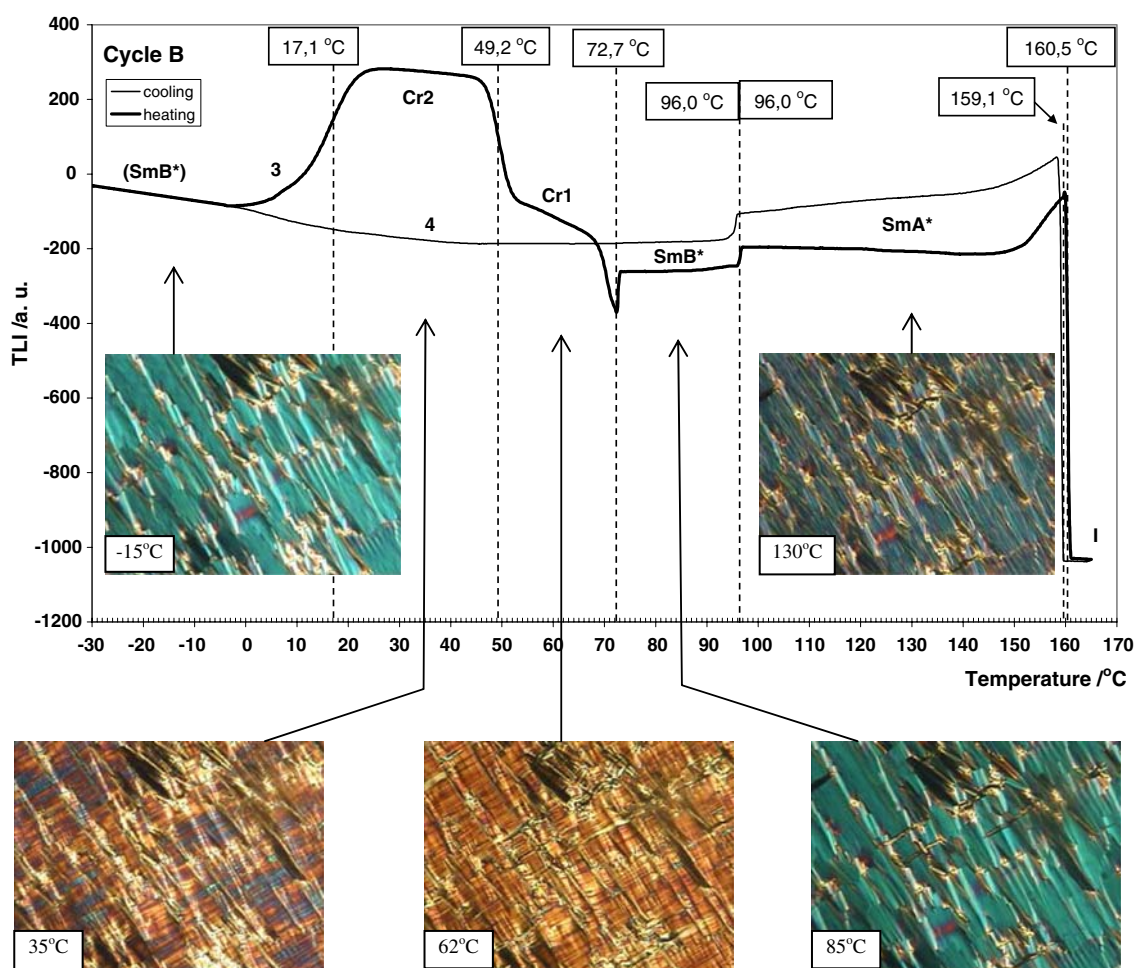 400
200
0
-200
-400
-600
-800
-1000
-1200
TLI /a. u.
Cycle B
cooling
heating
17,1 °C
49,2 °C
72,7 °C
160,5 °C
96,0 °C
96,0 °C
159,1 °C
(SmB*)
3
Cr2
4
Cr1
SmB*
SmA*
I
-15°C
130°C
-30 -20 -10 0 10 20 30 40 50 60 70 80 90 100 110 120 130 140 150 160 170
Temperature /°C
35°C
62°C
85°C